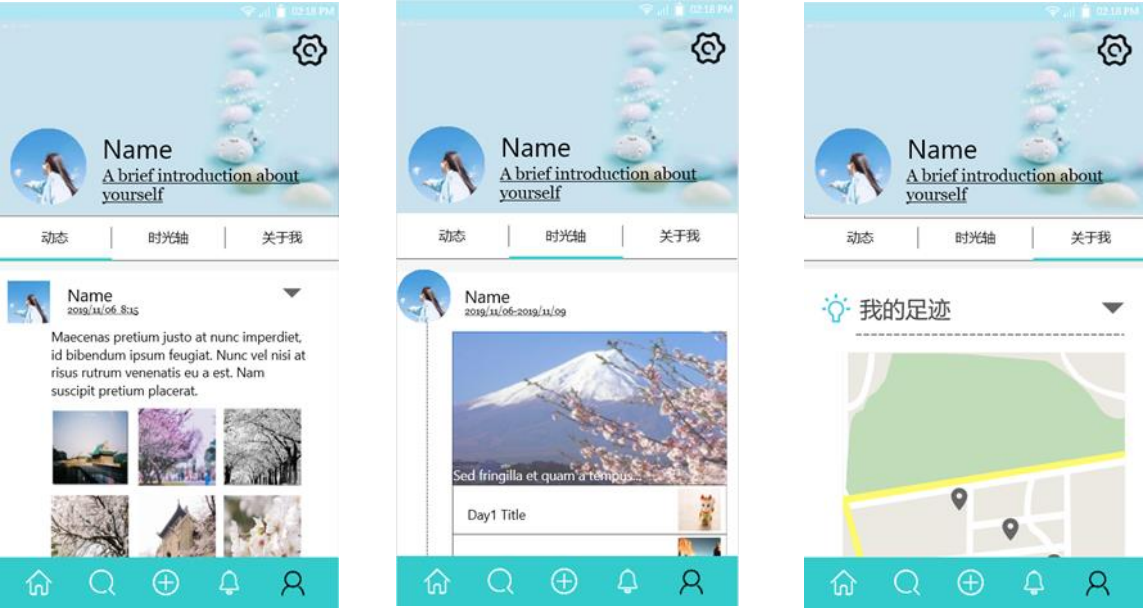 02:18 PM
Name
A brief introduction about
yourself
动态
时光轴
关于我
Name
2019/11/06 8:15
Maecenas pretium justo at nunc imperdiet,
id bibendum ipsum feugiat. Nunc vel nisi at
risus rutrum venenatis eu a est. Nam
suscipit pretium placerat.
02:18 PM
Name
A brief introduction about
yourself
动态
时光轴
关于我
Name
2019/11/06-2019/11/09
Sed fringilla et quam a tempus...
Day1 Title
02:18 PM
Name
A brief introduction about
yourself
动态
时光轴
关于我
我的足迹